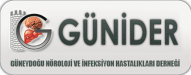 GÜNİDER
GÜNEYDOĞU NÖROLOJİ VE İNFEKSİYON HASTALIKLARI DERNEĞİ